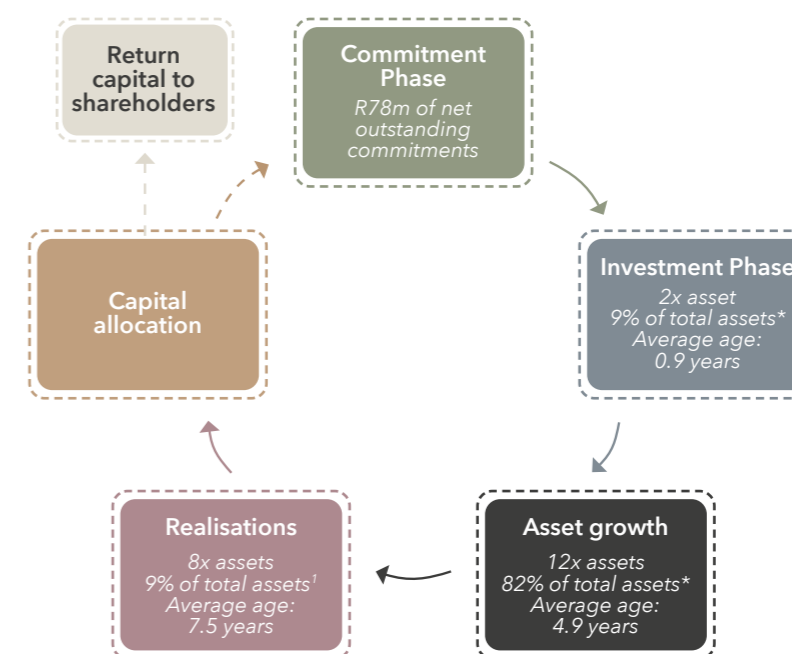 Return
capital to
shareholders
Commitment
Phase
R78m of net
outstanding
commitments
Investment Phase
2x asset
9% of total assets*
Average age:
0.9 years
Asset growth
12x assets
82% of total assets*
Average age:
4.9 years
Realisations
8x assets
9% of total assets¹
Average age:
7.5 years
Capital
allocation